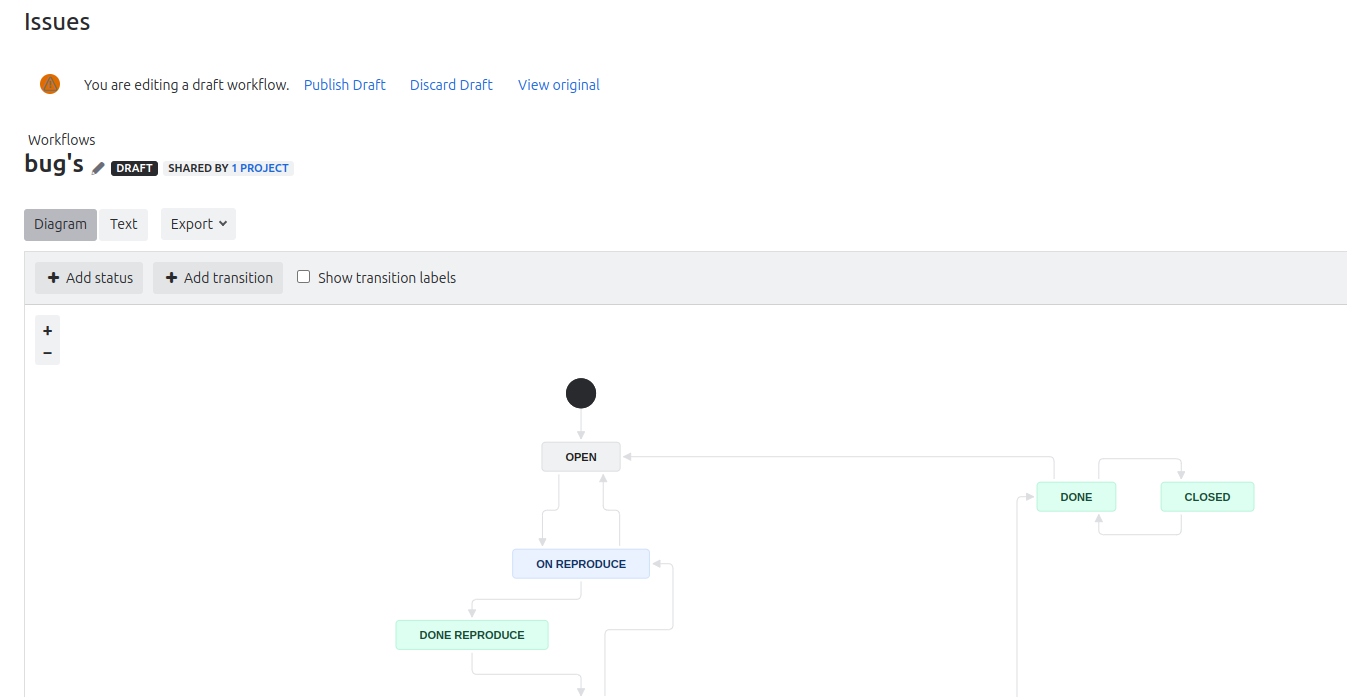 Issues
You are editing a draft workflow. Publish Draft Discard Draft View original
Workflows
bug's DRAFT SHARED BY 1 PROJECT
Diagram Text Export
+ Add status + Add transition Show transition labels
+
−
OPEN
DONE CLOSED
ON REPRODUCE
DONE REPRODUCE